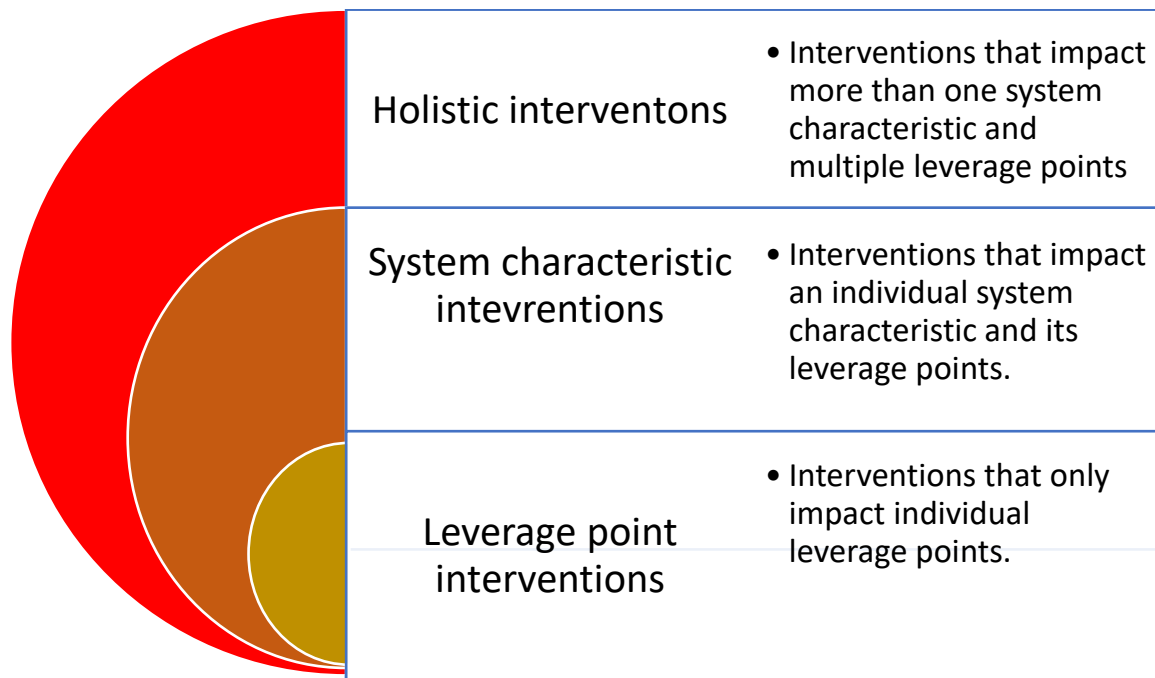 Holistic interventons
• Interventions that impact
more than one system
characteristic and
multiple leverage points
System characteristic
intevrentions
• Interventions that impact
an individual system
characteristic and its
leverage points.
Leverage point
interventions
• Interventions that only
impact individual
leverage points.